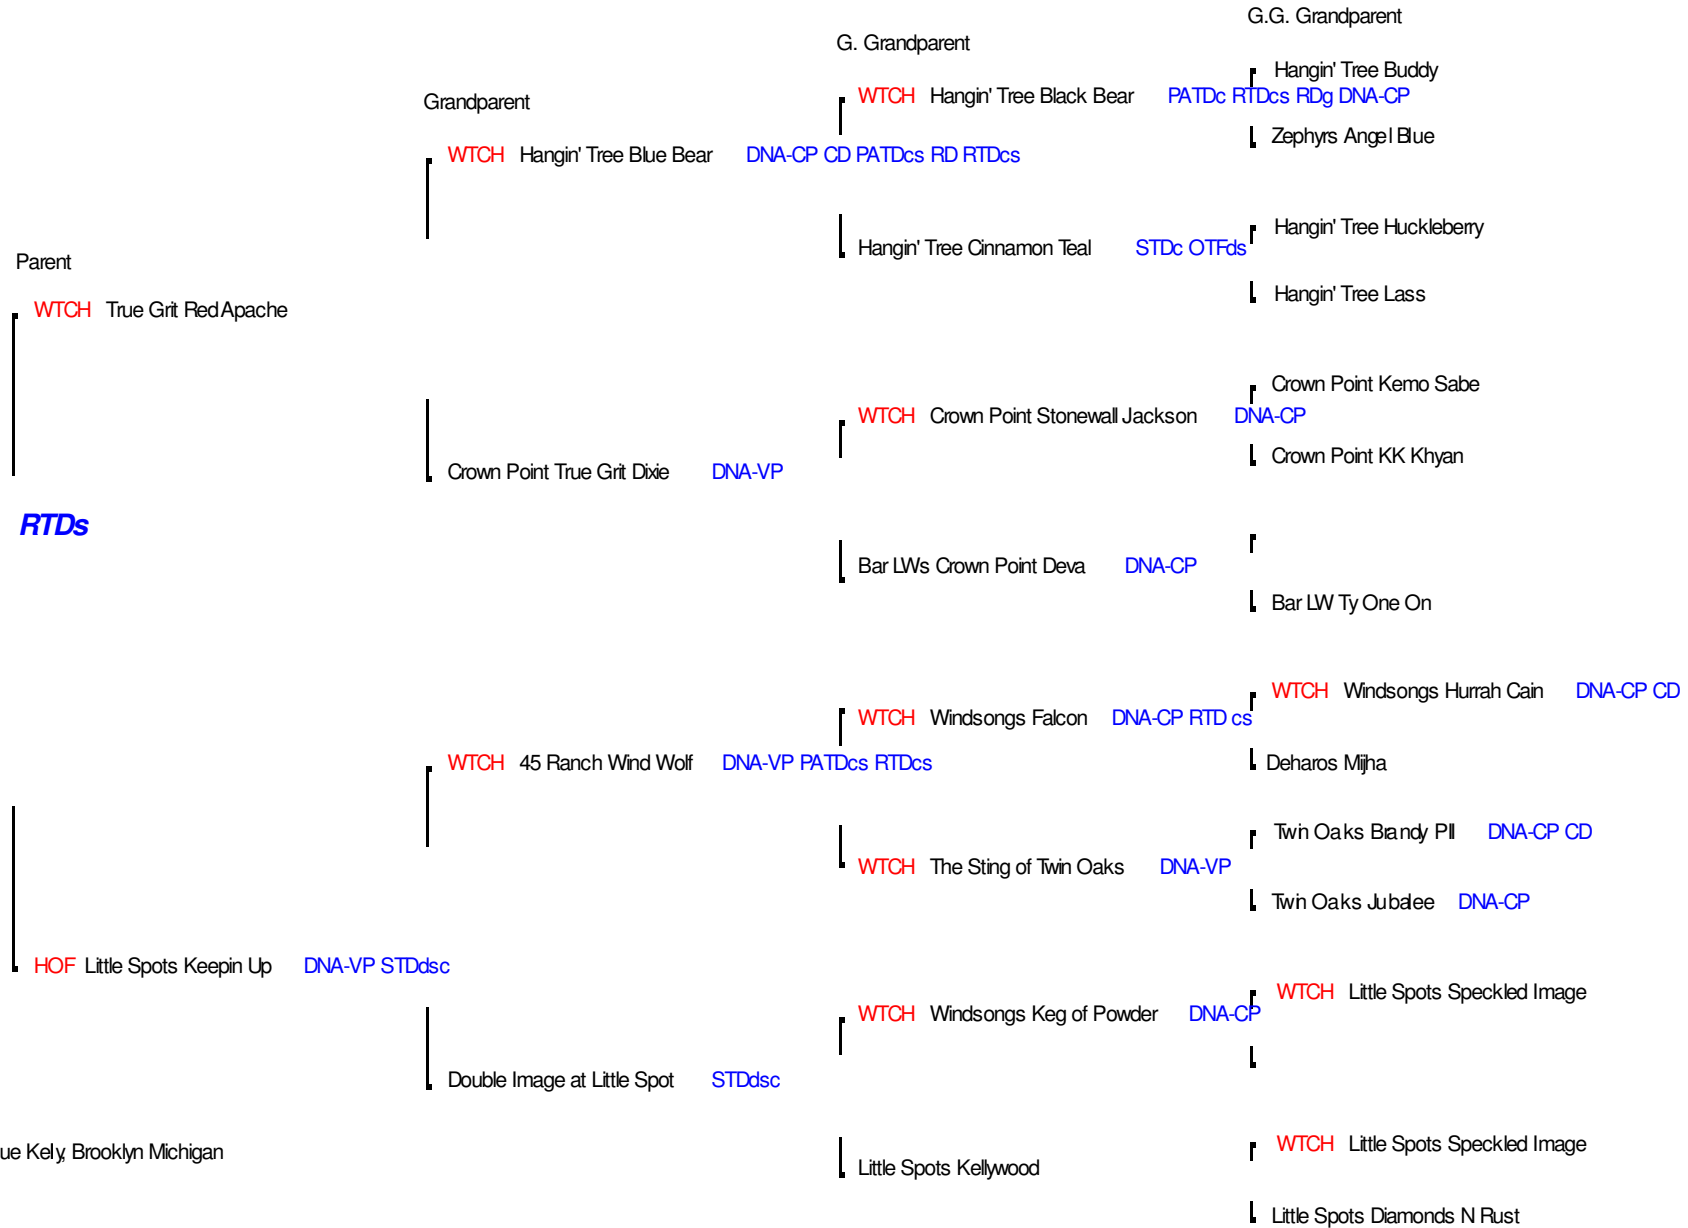 G.G. Grandparent
G. Grandparent
Hangin' Tree Buddy
Grandparent
WTCH Hangin' Tree Black Bear PATDc RTDcs RDg DNA-CP
Zephyrs Angel Blue
WTCH Hangin' Tree Blue Bear DNA-CP CD PATDcs RD RTDcs
Hangin' Tree Huckleberry
Hangin' Tree Cinnamon Teal STDc OTFds
Parent
Hangin' Tree Lass
WTCH True Grit Red Apache
Crown Point Kemo Sabe
WTCH Crown Point Stonewall Jackson DNA-CP
Crown Point KK Khyan
Crown Point True Grit Dixie DNA-VP
RTDs
Bar LWs Crown Point Deva DNA-CP
Bar LW Ty One On
WTCH Windsongs Hurrah Cain DNA-CP CD
WTCH Windsongs Falcon DNA-CP RTD cs
WTCH 45 Ranch Wind Wolf DNA-VP PATDcs RTDcs
Deharos Mijha
Twin Oaks Brandy PII DNA-CP CD
WTCH The Sting of Twin Oaks DNA-VP
Twin Oaks Jubalee DNA-CP
HOF Little Spots Keepin Up DNA-VP STDdsc
WTCH Little Spots Speckled Image
WTCH Windsongs Keg of Powder DNA-CP
Double Image at Little Spot STDdsc
WTCH Little Spots Speckled Image
ue Kely, Brooklyn Michigan
Little Spots Kellywood
Little Spots Diamonds N Rust